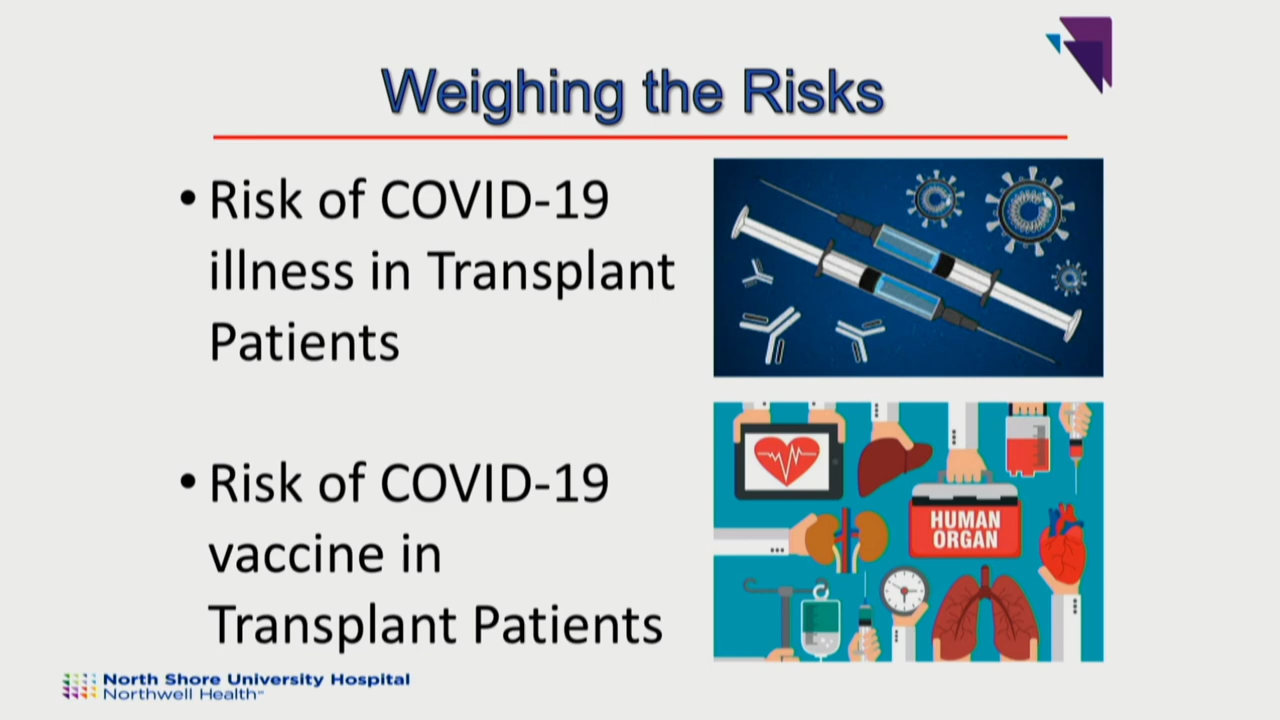 Weighing the Risks
• Risk of COVID-19
illness in Transplant
Patients
• Risk of COVID-19
vaccine in
Transplant Patients
HUMAN
ORGAN
North Shore University Hospital
Northwell Health℠